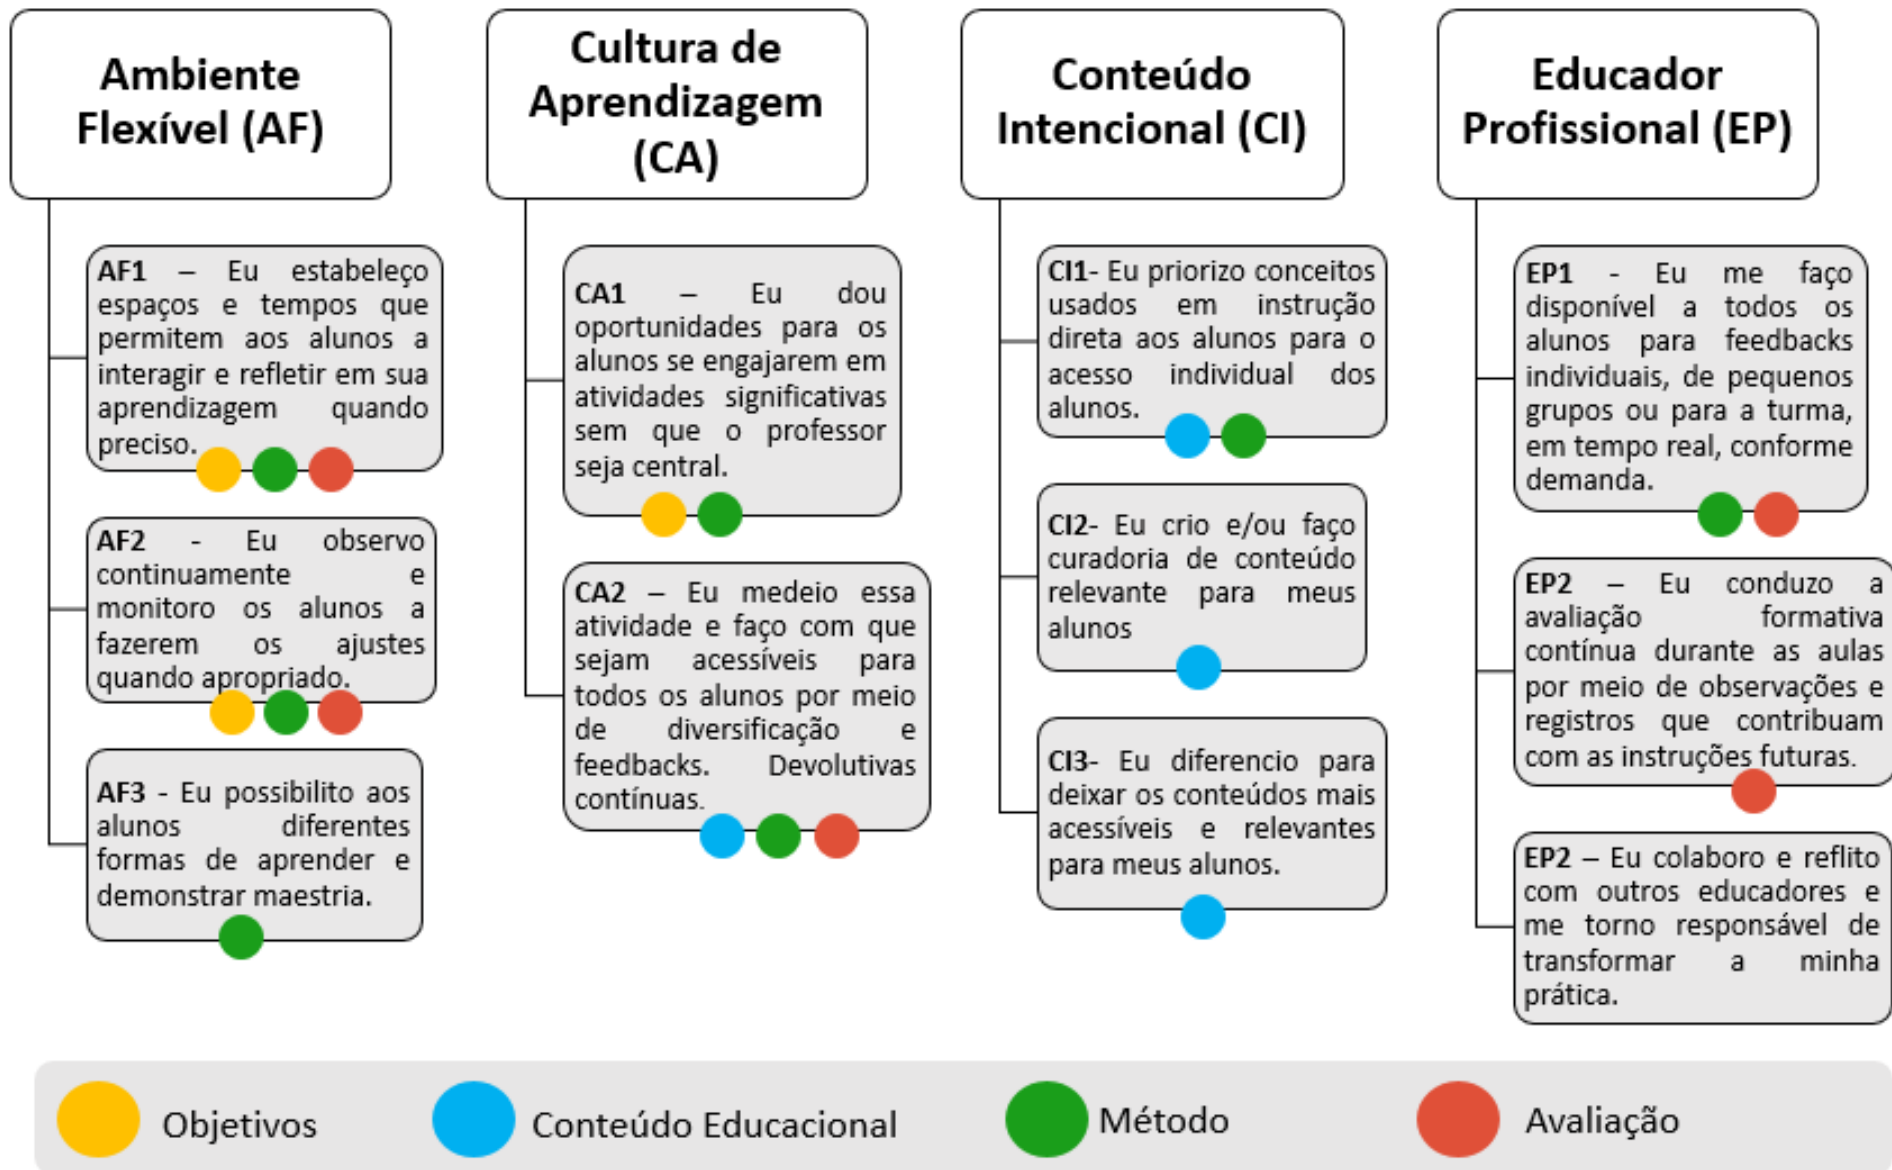 Ambiente
Flexível (AF)
AF1 – Eu estabeleço
espaços e tempos que
permitem aos alunos a
interagir e refletir em sua
aprendizagem quando
preciso.
AF2 - Eu observo
continuamente e
monitoro os alunos a
fazerem os ajustes
quando apropriado.
AF3 - Eu possibilito aos
alunos diferentes
formas de aprender e
demonstrar maestria.
Cultura de
Aprendizagem
(CA)
CA1 – Eu dou
oportunidades para os
alunos se engajarem em
atividades significativas
sem que o professor
seja central.
CA2 – Eu medeio essa
atividade e faço com que
sejam acessíveis para
todos os alunos por meio
de diversificação e
feedbacks. Devolutivas
contínuas.
Conteúdo
Intencional (CI)
CI1- Eu priorizo conceitos
usados em instrução
direta aos alunos para o
acesso individual dos
alunos.
CI2- Eu crio e/ou faço
curadoria de conteúdo
relevante para meus
alunos
CI3- Eu diferencio para
deixar os conteúdos mais
acessíveis e relevantes
para meus alunos.
Educador
Profissional (EP)
EP1 - Eu me faço
disponível a todos os
alunos para feedbacks
individuais, de pequenos
grupos ou para a turma,
em tempo real, conforme
demanda.
EP2 – Eu conduzo a
avaliação formativa
contínua durante as aulas
por meio de observações e
registros que contribuam
com as instruções futuras.
EP2 – Eu colaboro e reflito
com outros educadores e
me torno responsável de
transformar a minha
prática.
Objetivos
Conteúdo Educacional
Método
Avaliação